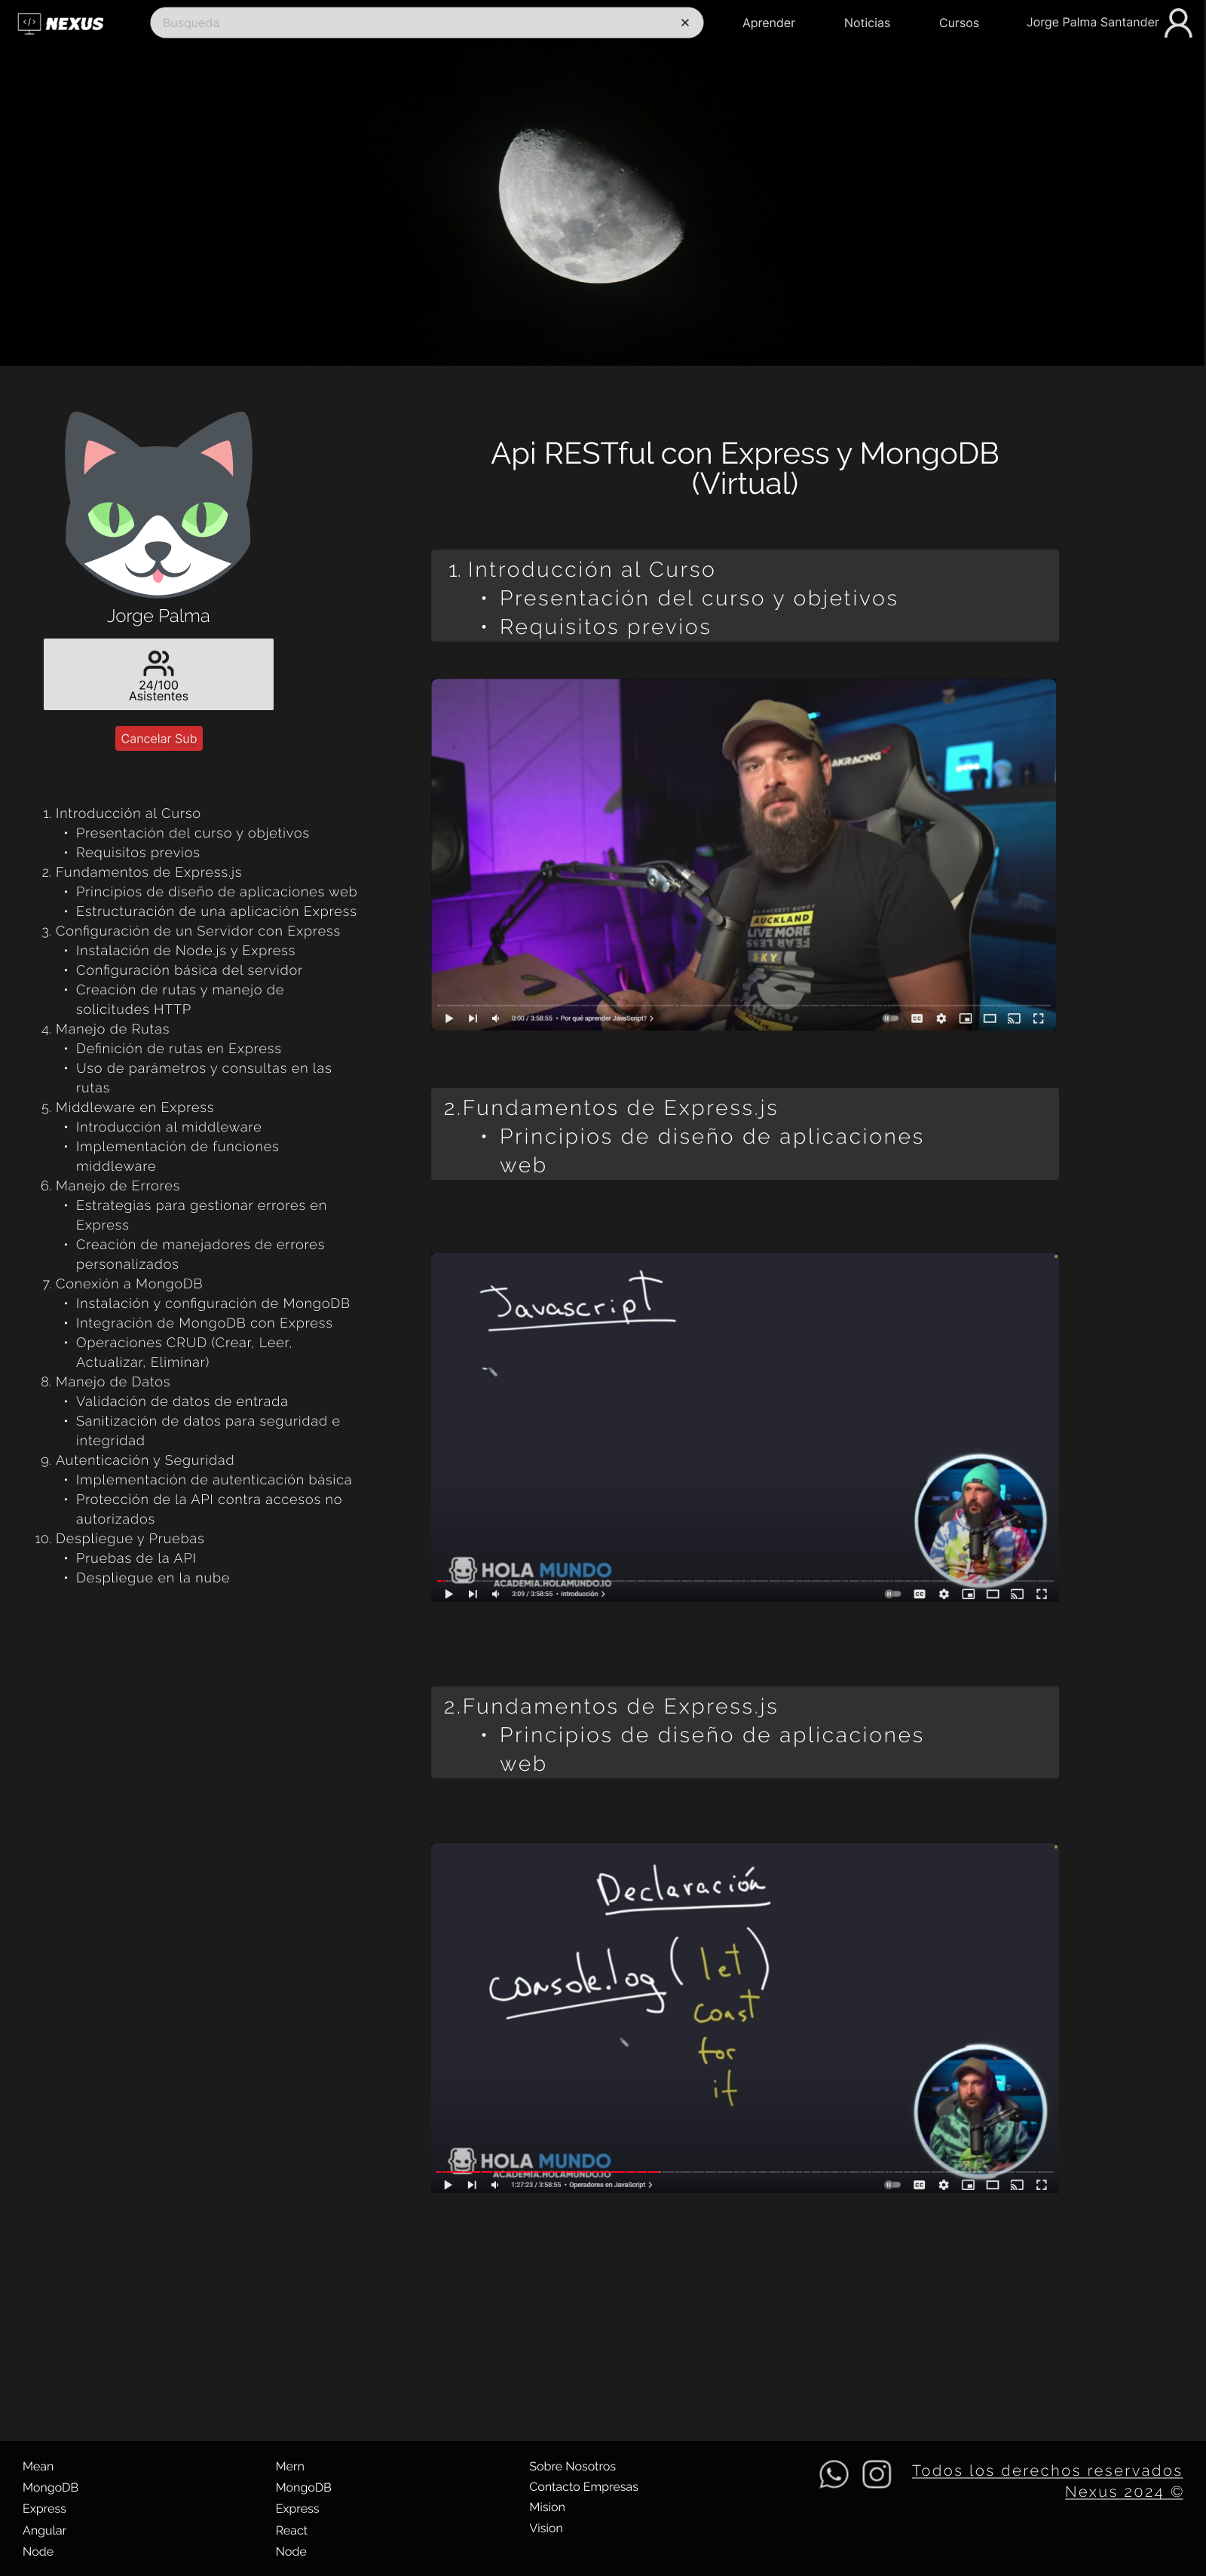 NEXUS
Busqueda
Aprender
Noticias
Cursos
Jorge Palma Santander
Jorge Palma
24/100
Asistentes
Cancelar Sub
1. Introducción al Curso
• Presentación del curso y objetivos
• Requisitos previos
2. Fundamentos de Express.js
• Principios de diseño de aplicaciones web
• Estructuración de una aplicación Express
3. Configuración de un Servidor con Express
• Instalación de Node.js y Express
• Configuración básica del servidor
• Creación de rutas y manejo de
solicitudes HTTP
4. Manejo de Rutas
• Definición de rutas en Express
• Uso de parámetros y consultas en las
rutas
5. Middleware en Express
• Introducción al middleware
• Implementación de funciones
middleware
6. Manejo de Errores
• Estrategias para gestionar errores en
Express
• Creación de manejadores de errores
personalizados
7. Conexión a MongoDB
• Instalación y configuración de MongoDB
• Integración de MongoDB con Express
• Operaciones CRUD (Crear, Leer,
Actualizar, Eliminar)
8. Manejo de Datos
• Validación de datos de entrada
• Sanitización de datos para seguridad e
integridad
9. Autenticación y Seguridad
• Implementación de autenticación básica
• Protección de la API contra accesos no
autorizados
10. Despliegue y Pruebas
• Pruebas de la API
• Despliegue en la nube
Api RESTful con Express y MongoDB
(Virtual)
1. Introducción al Curso
• Presentación del curso y objetivos
• Requisitos previos
AKRACING
AUCKLAND
LIVE MORE
FEAR LESS
SKY
0:00 / 3:58:55 • Por qué aprender JavaScript?
CC
2.Fundamentos de Express.js
• Principios de diseño de aplicaciones
web
Javascript
HOLA MUNDO
ACADEMIA.HOLAMUNDO.IO
3:09 / 3:58:55 • Introducción
CC
2.Fundamentos de Express.js
• Principios de diseño de aplicaciones
web
Declaración
console.log( let )
const
for
if
HOLA MUNDO
ACADEMIA.HOLAMUNDO.IO
1:27:23 / 3:58:55 • Operadores en JavaScript
CC
Mean
MongoDB
Express
Angular
Node
Mern
MongoDB
Express
React
Node
Sobre Nosotros
Contacto Empresas
Mision
Vision
Todos los derechos reservados
Nexus 2024 ©